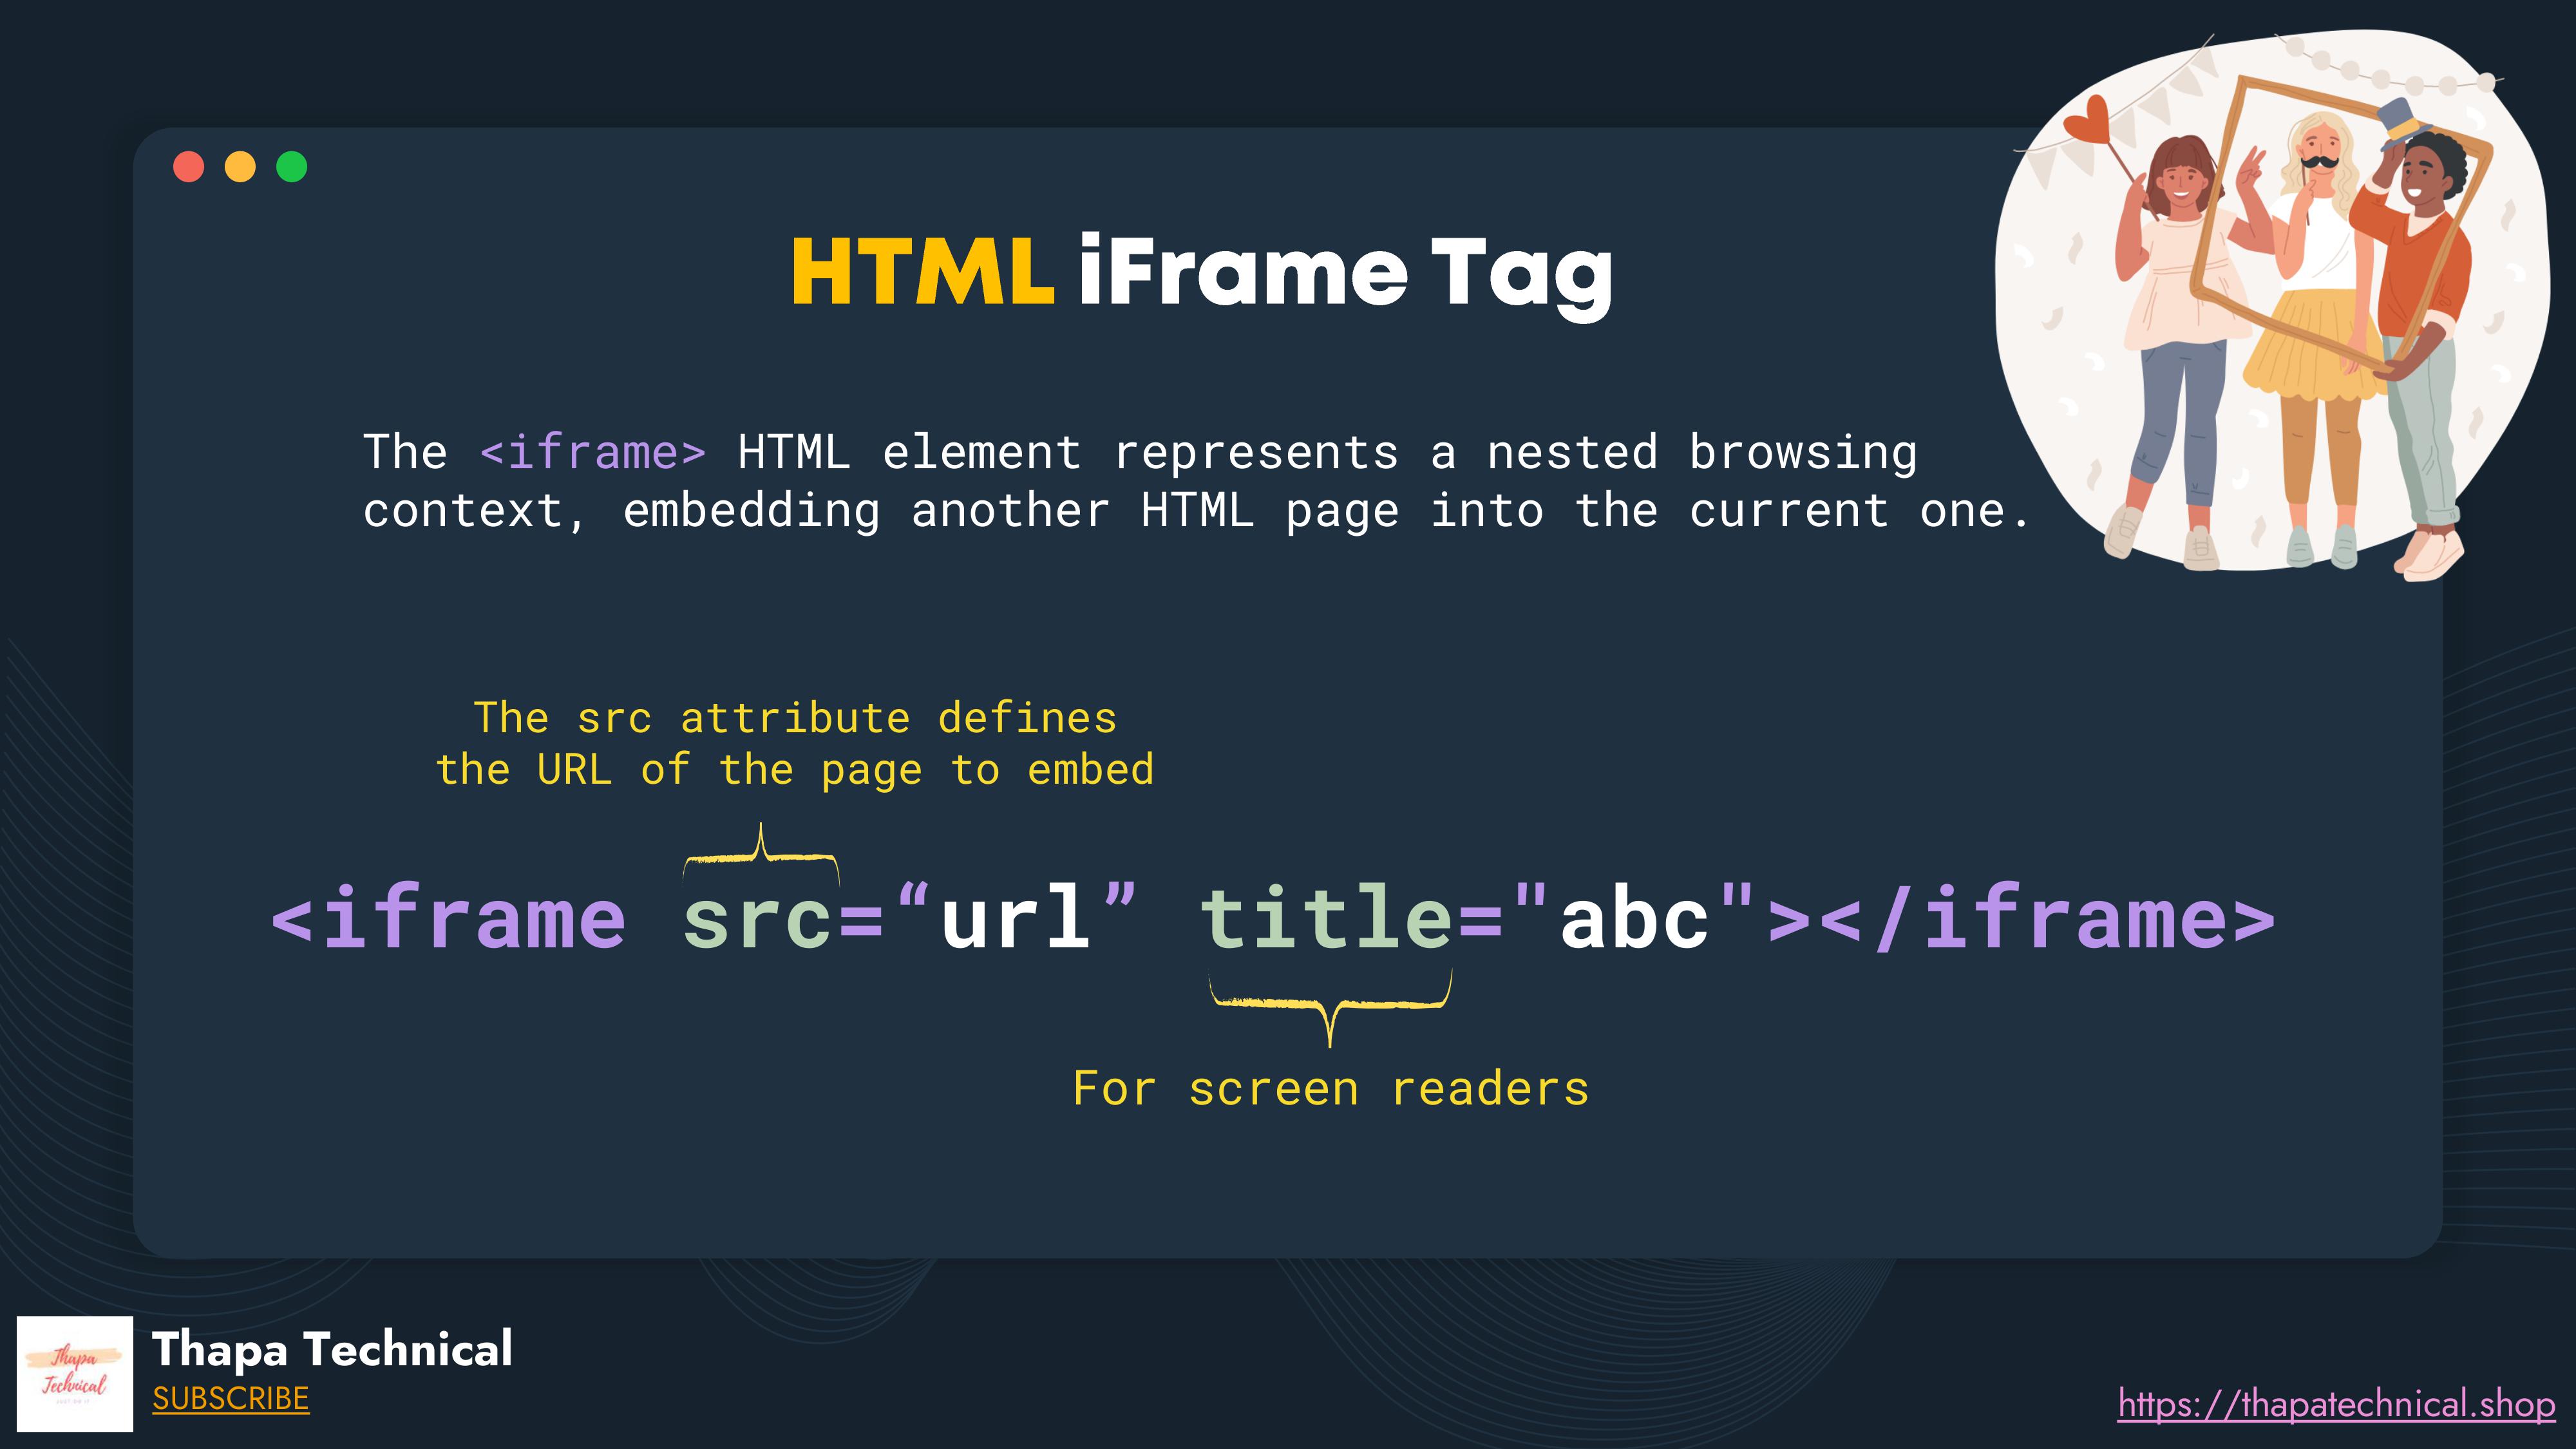 HTML iFrame Tag
The <iframe> HTML element represents a nested browsing
context, embedding another HTML page into the current one.
The src attribute defines
the URL of the page to embed
<iframe src=“url” title="abc"></iframe>
For screen readers
Thapa
Technical
Thapa Technical
SUBSCRIBE
https://thapatechnical.shop